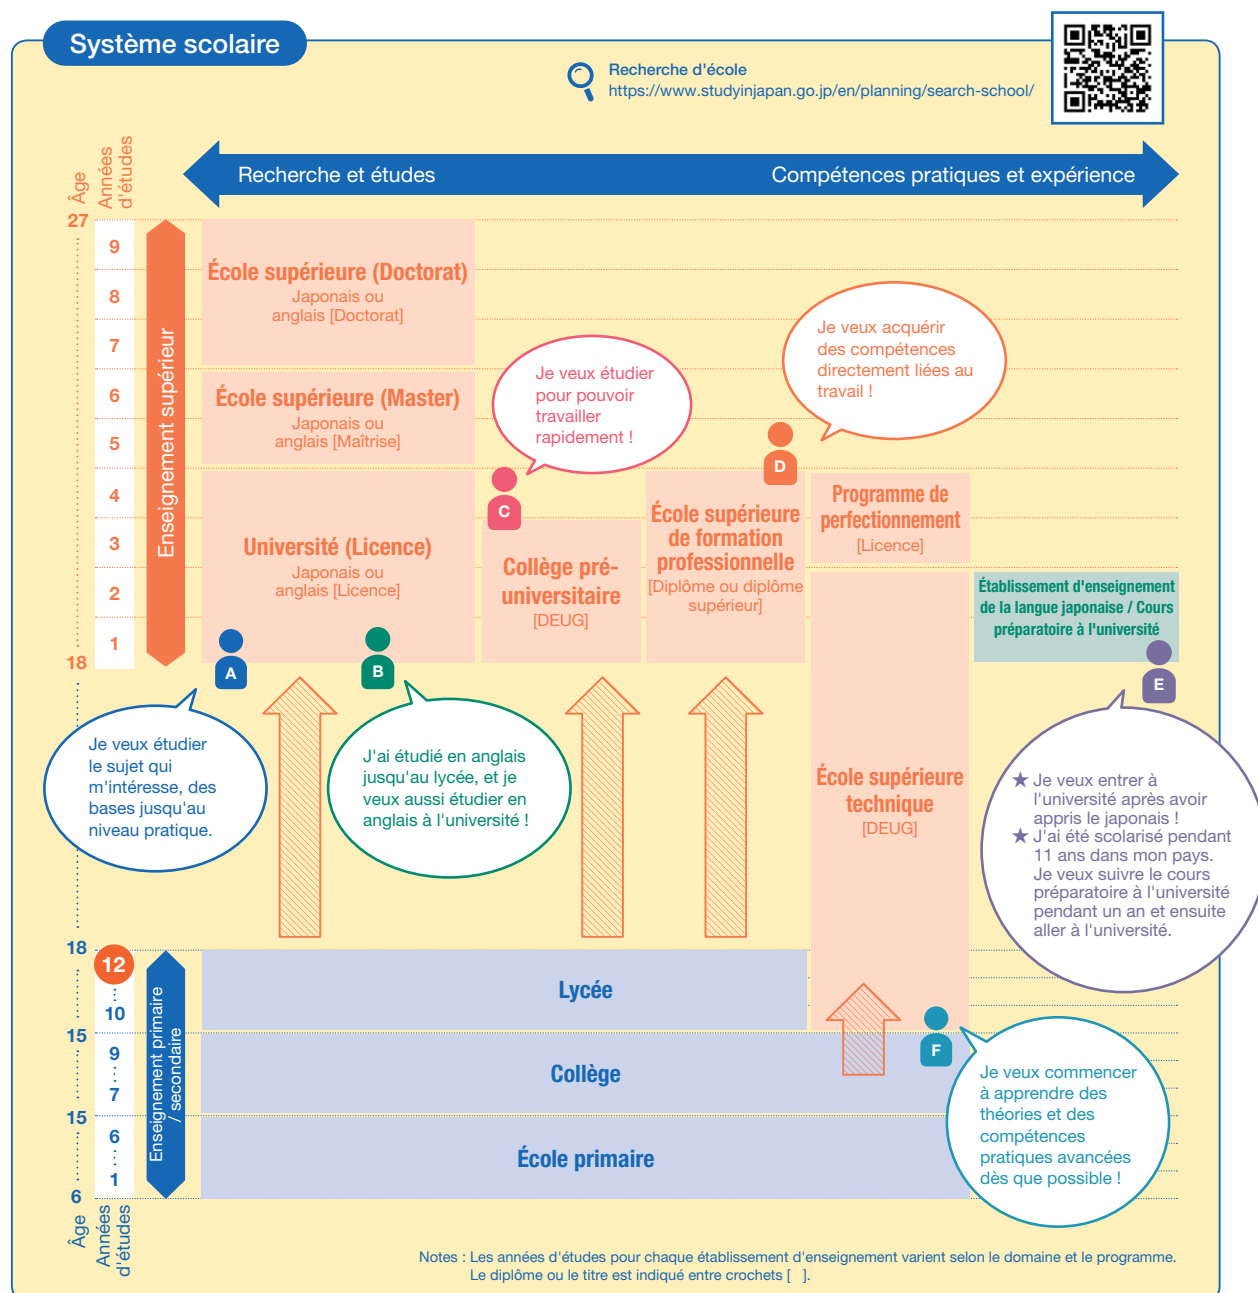 Système scolaire
Recherche d'école
https://www.studyinjapan.go.jp/en/planning/search-school/
Âge
Années
d'études
Recherche et études
Compétences pratiques et expérience
27
9
8
7
6
5
4
3
2
1
18
Enseignement supérieur
École supérieure (Doctorat)
Japonais ou
anglais [Doctorat]
École supérieure (Master)
Japonais ou
anglais [Maîtrise]
Université (Licence)
Japonais ou
anglais [Licence]
Je veux étudier
pour pouvoir
travailler
rapidement !
C
Collège pré-
universitaire
[DEUG]
Je veux acquérir
des compétences
directement liées au
travail !
D
École supérieure
de formation
professionnelle
[Diplôme ou diplôme
supérieur]
Programme de
perfectionnement
[Licence]
Établissement d'enseignement
de la langue japonaise / Cours
préparatoire à l'université
A
B
E
Je veux étudier
le sujet qui
m'intéresse, des
bases jusqu'au
niveau pratique.
J'ai étudié en anglais
jusqu'au lycée, et je
veux aussi étudier en
anglais à l'université !
École supérieure
technique
[DEUG]
★ Je veux entrer à
l'université après avoir
appris le japonais !
★ J'ai été scolarisé pendant
11 ans dans mon pays.
Je veux suivre le cours
préparatoire à l'université
pendant un an et ensuite
aller à l'université.
18
12
10
15
9
7
15
6
1
6
Enseignement primaire
/ secondaire
Lycée
Collège
École primaire
F
Je veux commencer
à apprendre des
théories et des
compétences
pratiques avancées
dès que possible !
Âge
Années
d'études
Notes : Les années d'études pour chaque établissement d'enseignement varient selon le domaine et le programme.
Le diplôme ou le titre est indiqué entre crochets [ ].